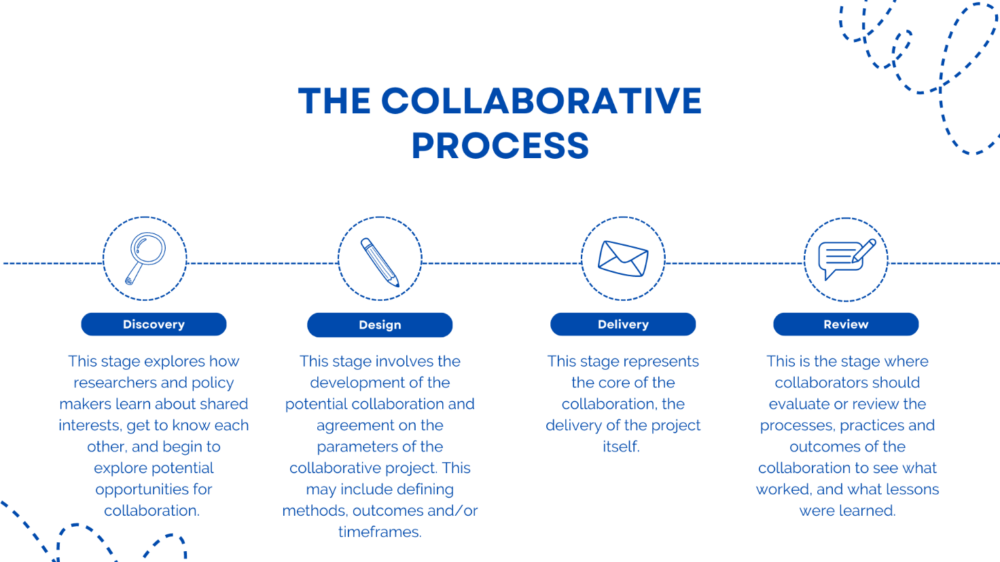 THE COLLABORATIVE
PROCESS
Discovery
This stage explores how
researchers and policy
makers learn about shared
interests, get to know each
other, and begin to
explore potential
opportunities for
collaboration.
Design
This stage involves the
development of the
potential collaboration and
agreement on the
parameters of the
collaborative project. This
may include defining
methods, outcomes and/or
timeframes.
Delivery
This stage represents
the core of the
collaboration, the
delivery of the project
itself.
Review
This is the stage where
collaborators should
evaluate or review the
processes, practices and
outcomes of the
collaboration to see what
worked, and what lessons
were learned.